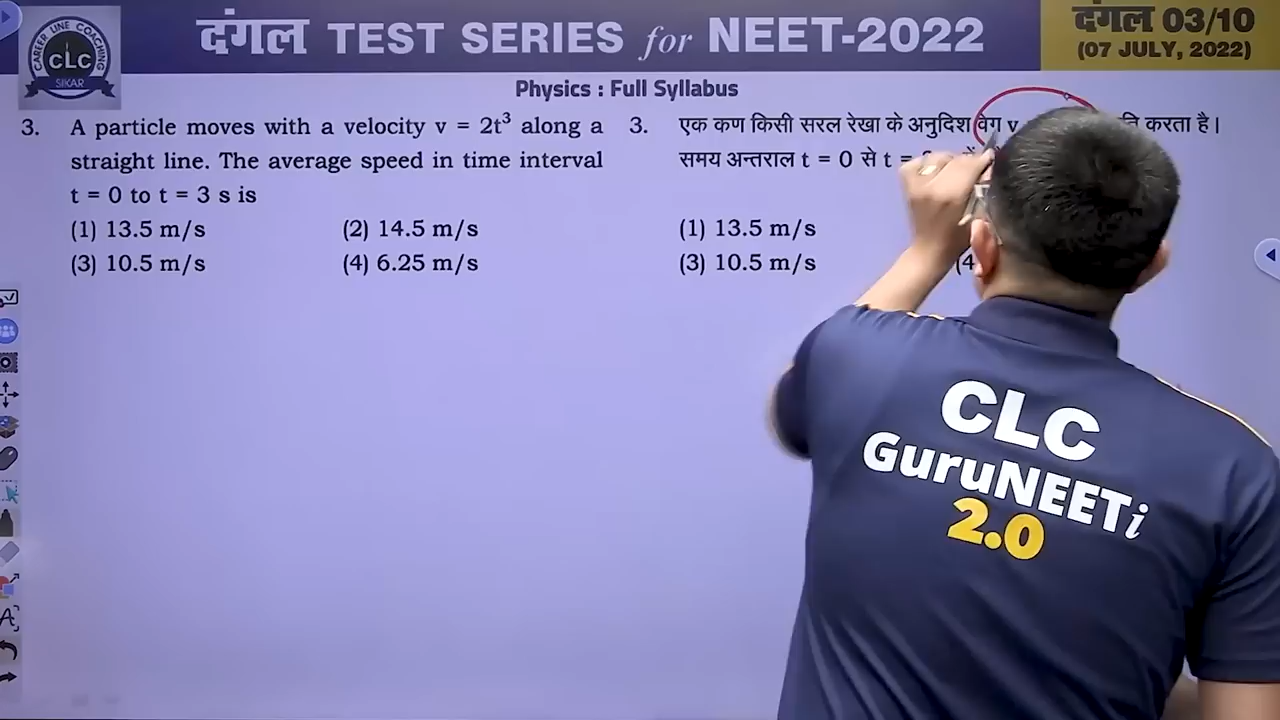 दंगल TEST SERIES for NEET-2022
दंगल 03/10
(07 JULY, 2022)
CAREER LINE COACHING
CLC
SIKAR
Physics : Full Syllabus
3. A particle moves with a velocity v = 2t³ along a
straight line. The average speed in time interval
t = 0 to t = 3 s is
(1) 13.5 m/s (2) 14.5 m/s
(3) 10.5 m/s (4) 6.25 m/s
3. एक कण किसी सरल रेखा के अनुदिश वेग v करता है।
समय अन्तराल t = 0 से t =
(1) 13.5 m/s
(3) 10.5 m/s (4
CLC
GuruNEETi
2.0